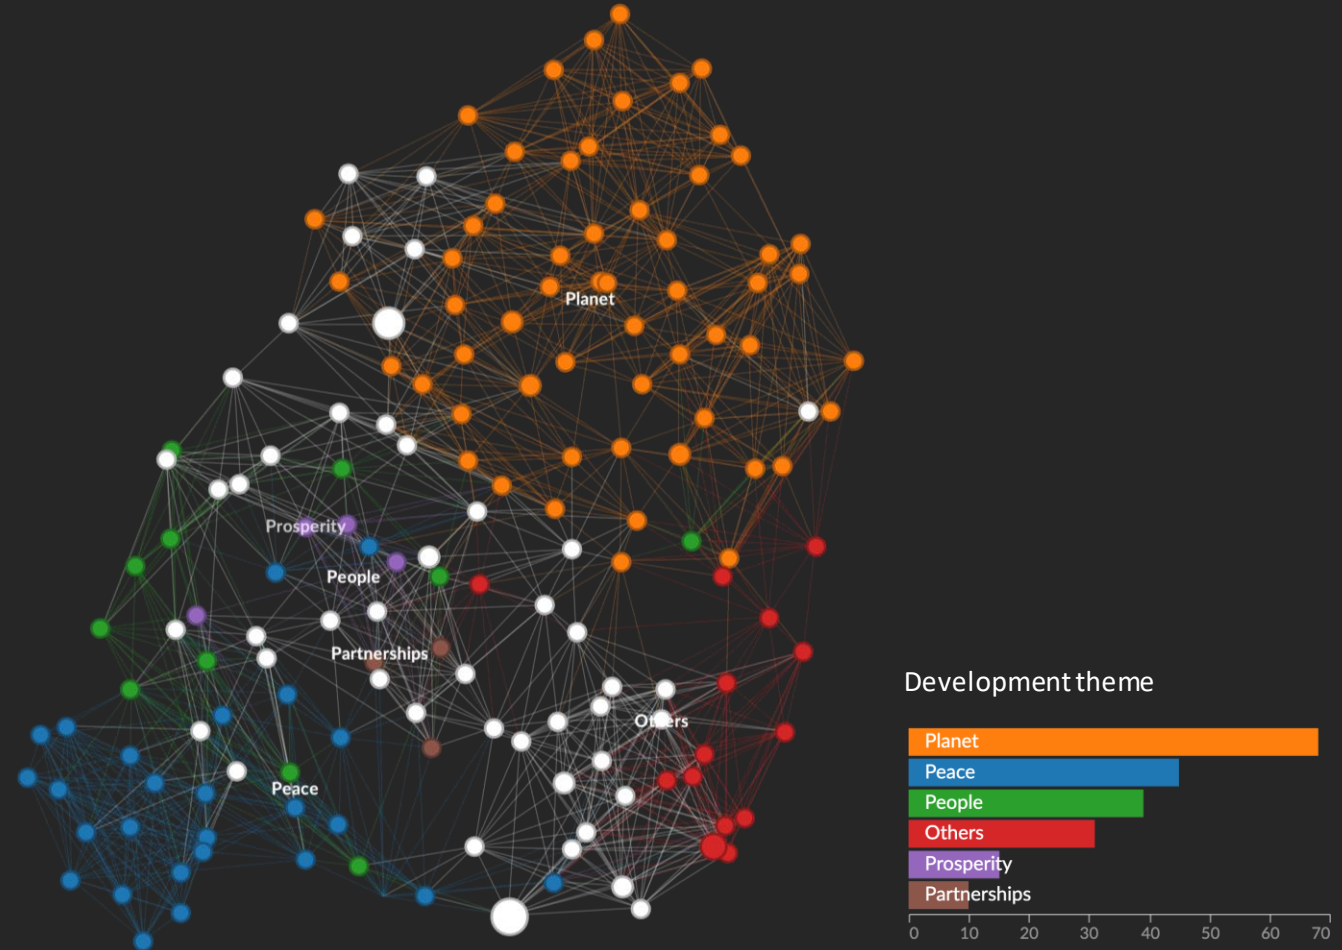 Planet
Prosperity
People
Partnerships
Others
Peace
Development theme
Planet
Peace
People
Others
Prosperity
Partnerships
0 10 20 30 40 50 60 70